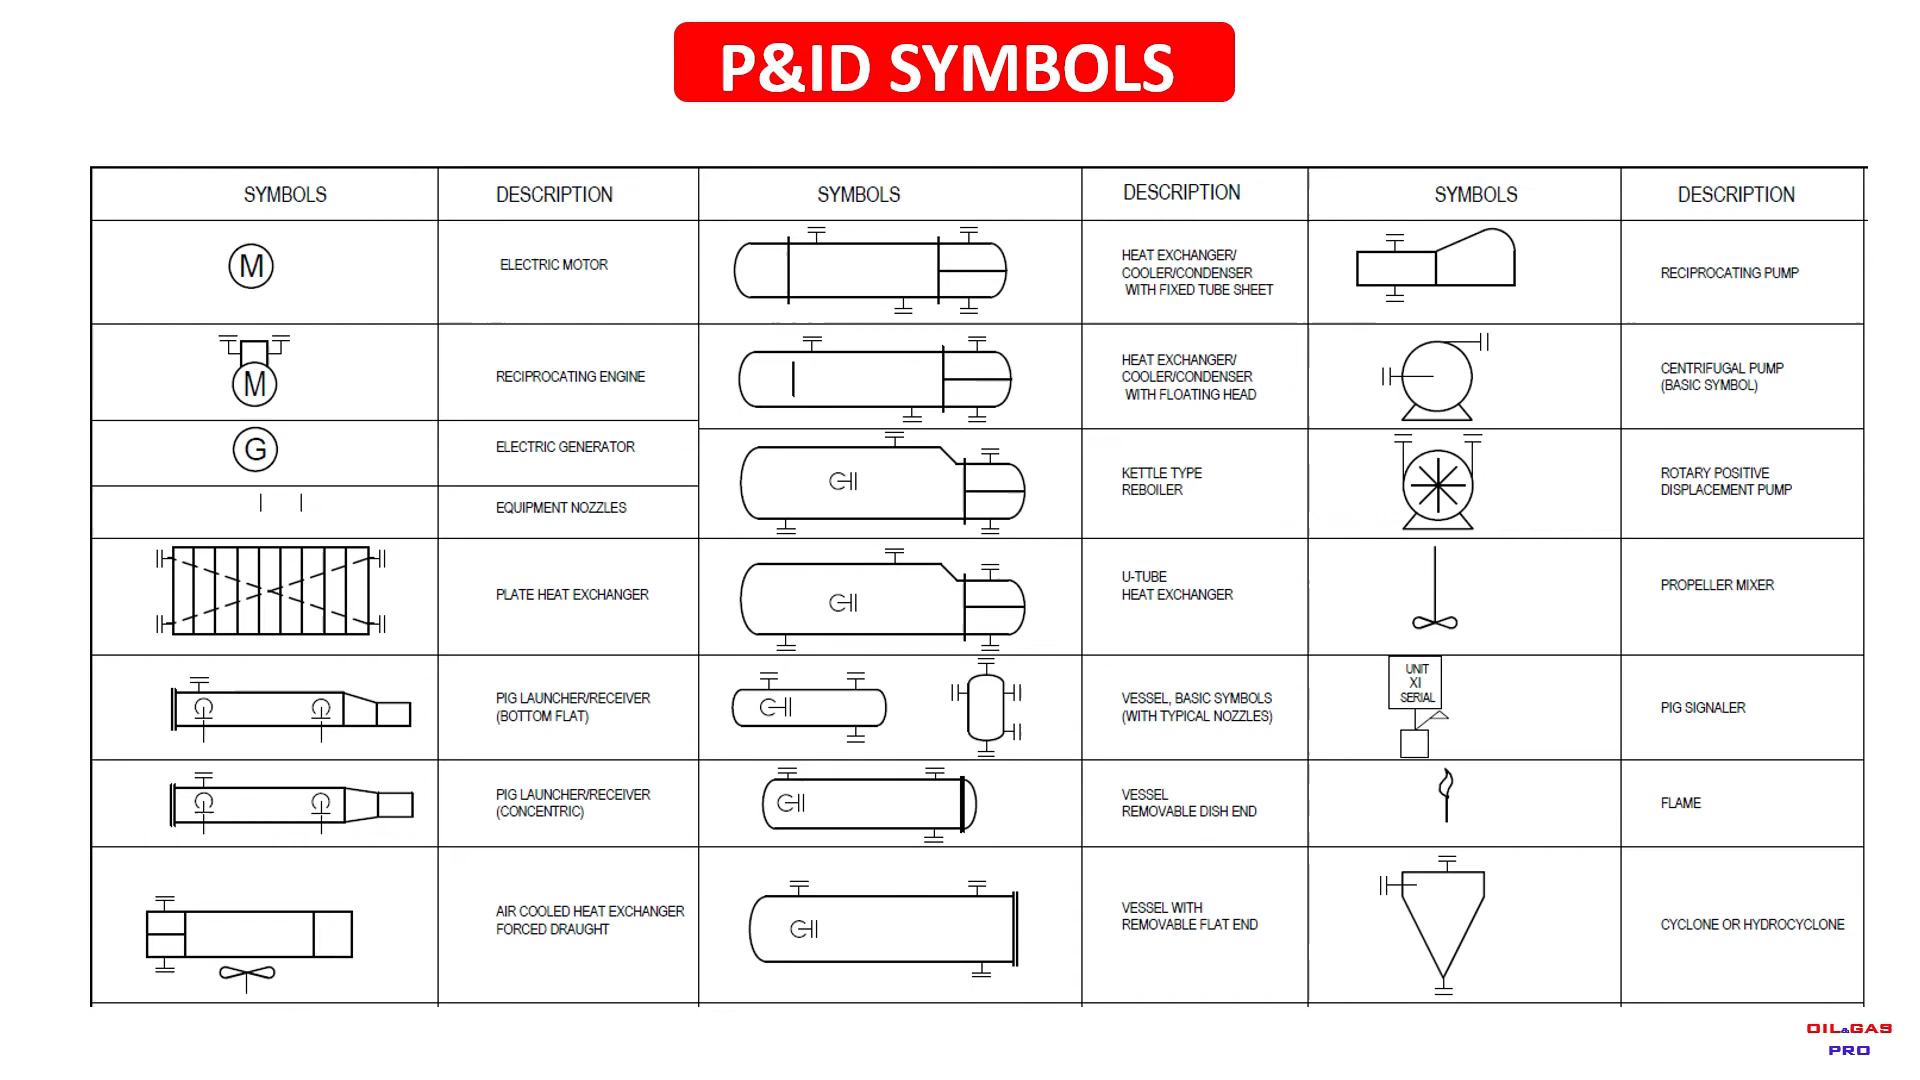 P&ID SYMBOLS
SYMBOLS DESCRIPTION SYMBOLS DESCRIPTION SYMBOLS DESCRIPTION
M
ELECTRIC MOTOR
HEAT EXCHANGER/
COOLER/CONDENSER
WITH FIXED TUBE SHEET
RECIPROCATING PUMP
M
RECIPROCATING ENGINE
HEAT EXCHANGER/
COOLER/CONDENSER
WITH FLOATING HEAD
CENTRIFUGAL PUMP
(BASIC SYMBOL)
G
ELECTRIC GENERATOR
KETTLE TYPE
REBOILER
ROTARY POSITIVE
DISPLACEMENT PUMP
EQUIPMENT NOZZLES
PLATE HEAT EXCHANGER
U-TUBE
HEAT EXCHANGER
PROPELLER MIXER
PIG LAUNCHER/RECEIVER
(BOTTOM FLAT)
VESSEL, BASIC SYMBOLS
(WITH TYPICAL NOZZLES)
UNIT
XI
SERIAL
PIG SIGNALER
PIG LAUNCHER/RECEIVER
(CONCENTRIC)
VESSEL
REMOVABLE DISH END
FLAME
AIR COOLED HEAT EXCHANGER
FORCED DRAUGHT
VESSEL WITH
REMOVABLE FLAT END
CYCLONE OR HYDROCYCLONE
OIL&GAS
PRO